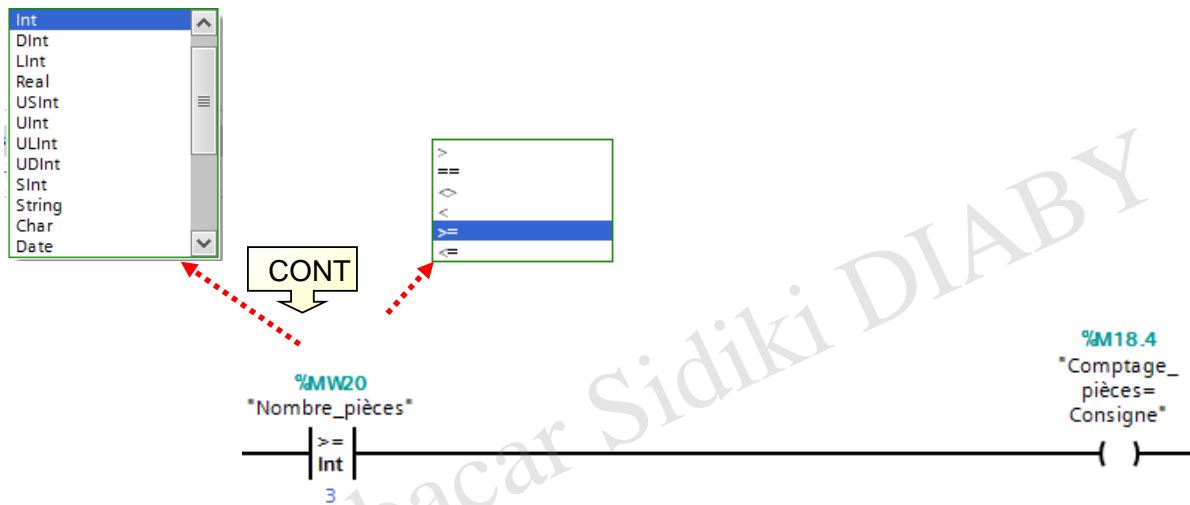 Int
DInt
LInt
Real
USInt
UInt
ULInt
UDInt
SInt
String
Char
Date
>
==
<>
<
>=
<=
CONT
%MW20
"Nombre_pièces"
>=
Int
3
%M18.4
"Comptage_
pièces=
Consigne"
bacar Sidiki DIABY